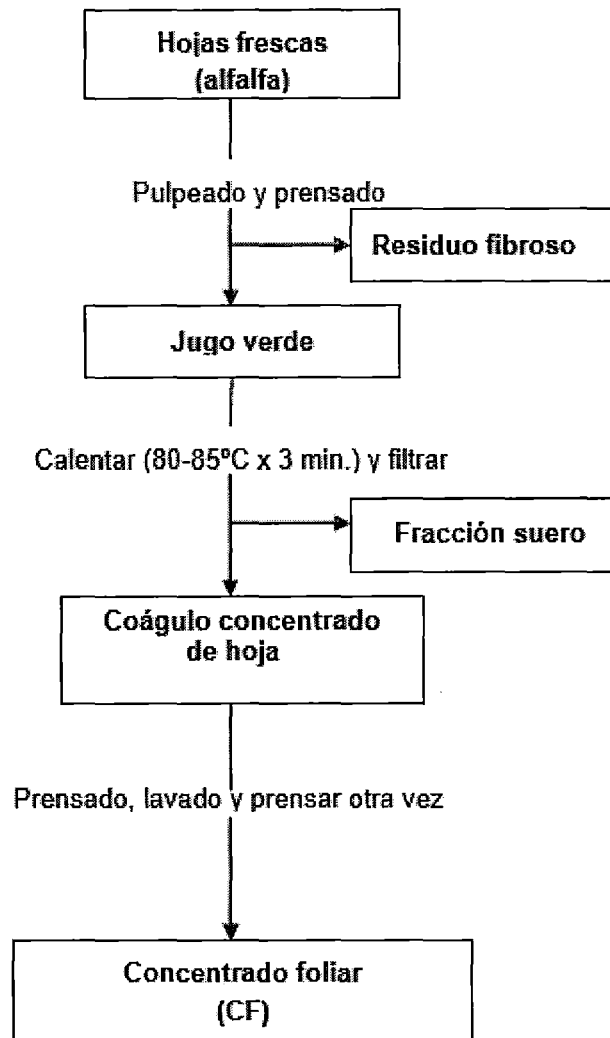 Hojas frescas
(alfalfa)
Pulpeado y prensado
Residuo fibroso
Jugo verde
Calentar (80-85ºC x 3 min.) y filtrar
Fracción suero
Coágulo concentrado
de hoja
Prensado, lavado y prensar otra vez
Concentrado foliar
(CF)